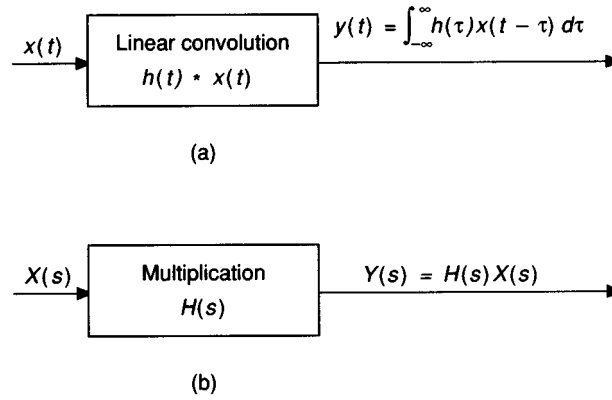 x(t)
Linear convolution
h(t) * x(t)
y(t) = ∫_{-∞}^{∞} h(τ)x(t − τ) dτ
(a)
X(s)
Multiplication
H(s)
Y(s) = H(s) X(s)
(b)